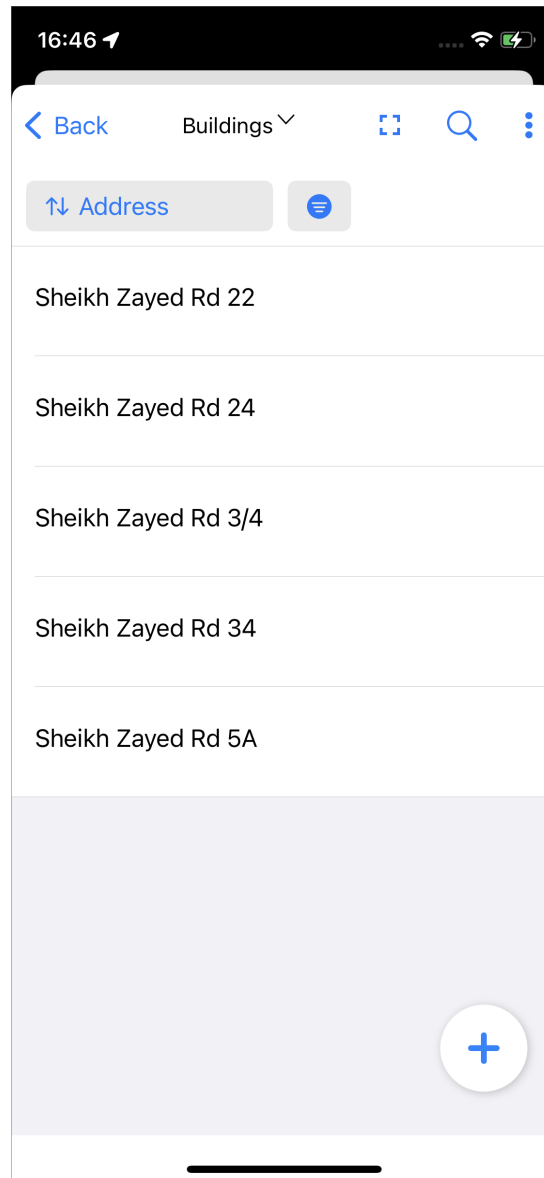 16:46
Back
Buildings
Address
Sheikh Zayed Rd 22
Sheikh Zayed Rd 24
Sheikh Zayed Rd 3/4
Sheikh Zayed Rd 34
Sheikh Zayed Rd 5A